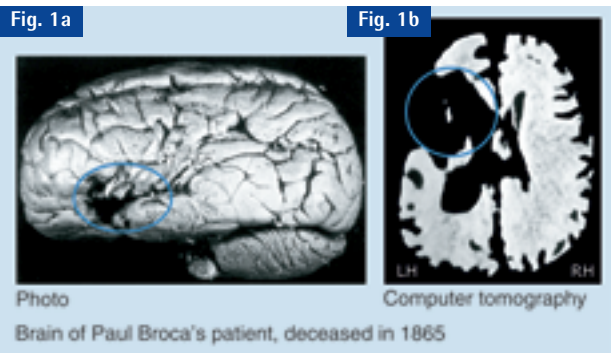 Fig. 1a
Fig. 1b
LH
RH
Photo
Computer tomography
Brain of Paul Broca's patient, deceased in 1865